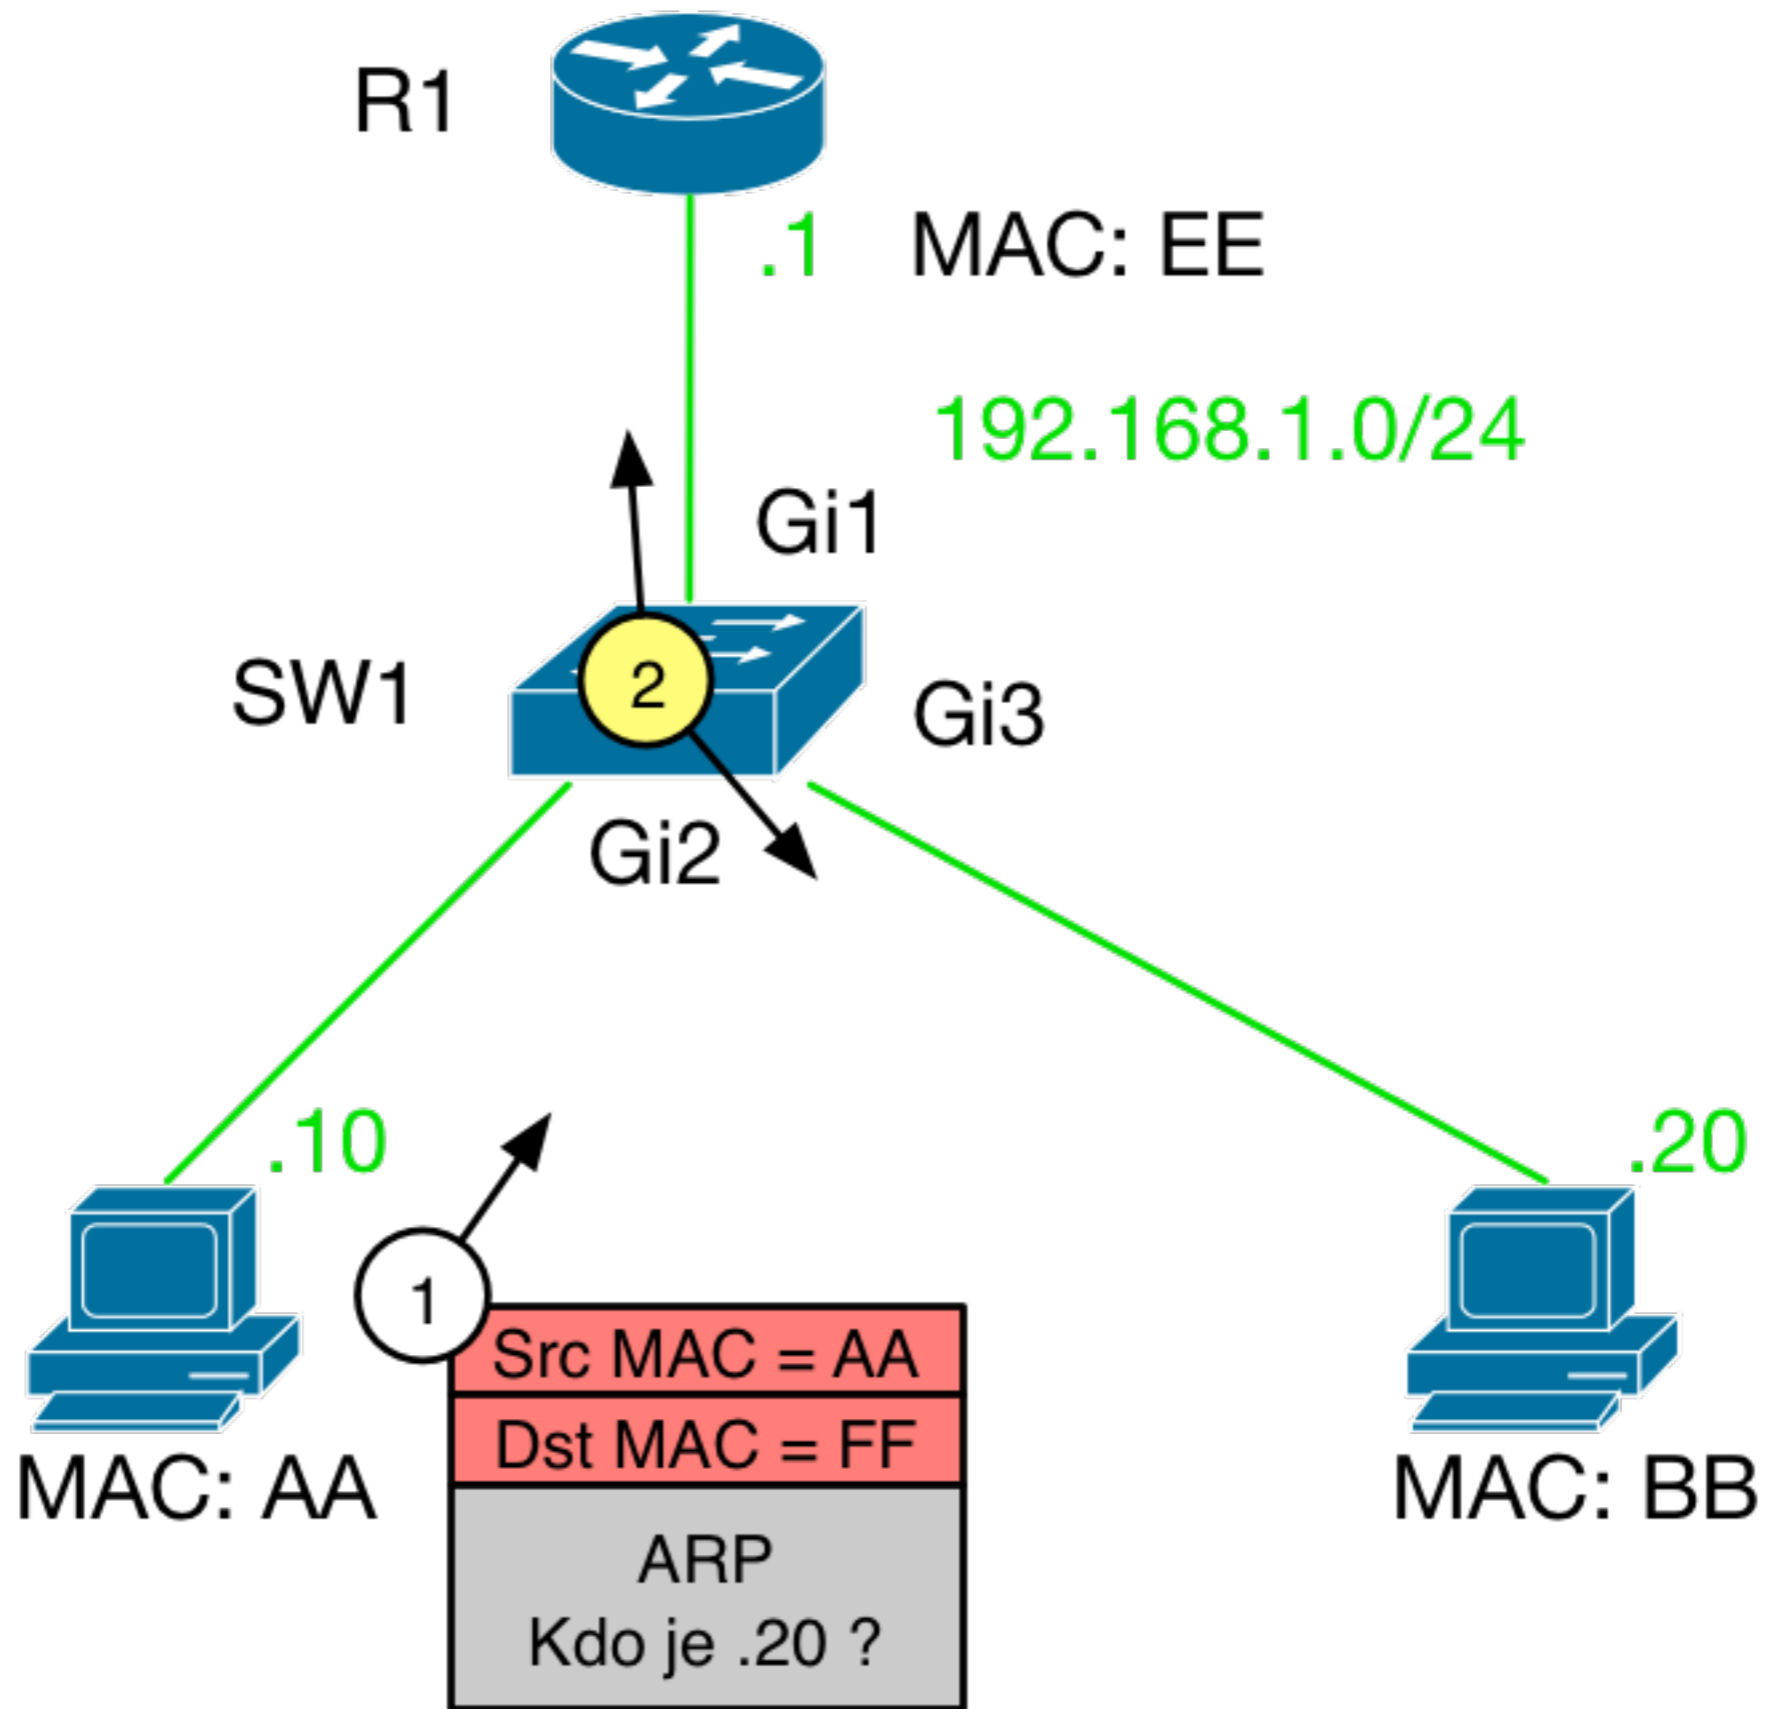 R1
.1 MAC: EE
192.168.1.0/24
Gi1
SW1
2
Gi3
Gi2
.10
.20
1
Src MAC = AA
Dst MAC = FF
MAC: AA
MAC: BB
ARP
Kdo je .20 ?